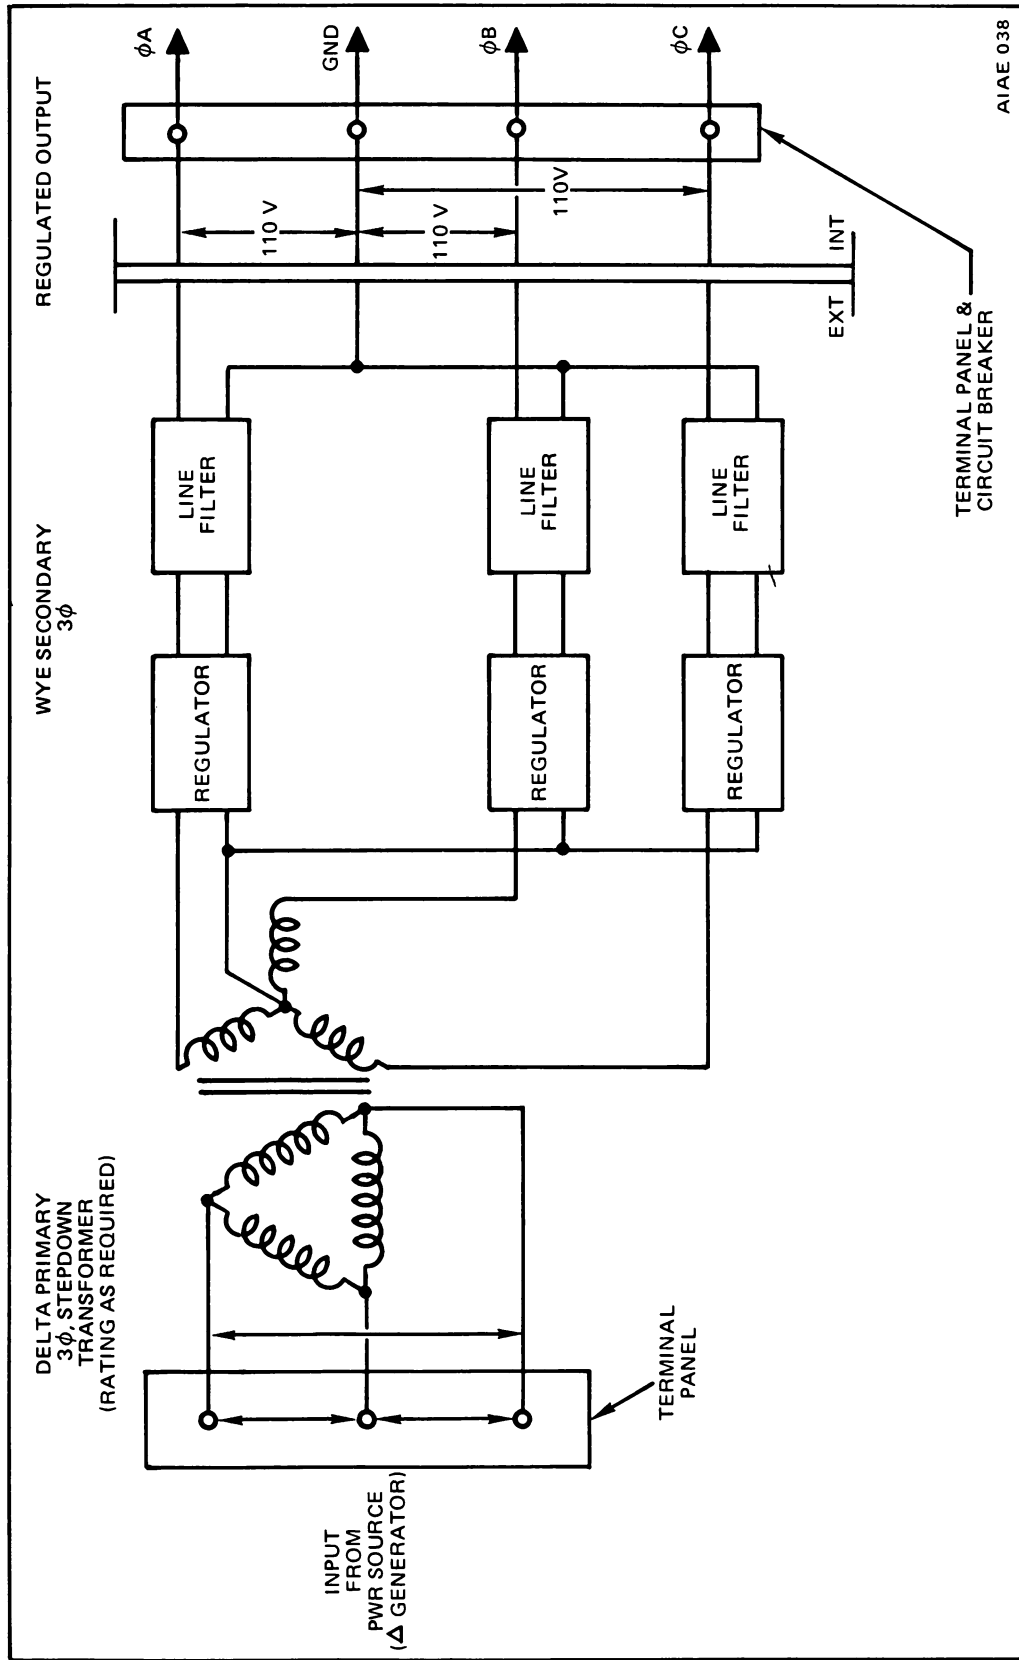 DELTA PRIMARY
3ϕ, STEPDOWN
TRANSFORMER
(RATING AS REQUIRED)
WYE SECONDARY
3ϕ
REGULATED OUTPUT
INPUT
FROM
PWR SOURCE
(Δ GENERATOR)
TERMINAL
PANEL
REGULATOR
LINE
FILTER
REGULATOR
LINE
FILTER
REGULATOR
LINE
FILTER
110 V
110 V
110V
EXT
INT
ϕA
GND
ϕB
ϕC
TERMINAL PANEL &
CIRCUIT BREAKER
AIAE 038